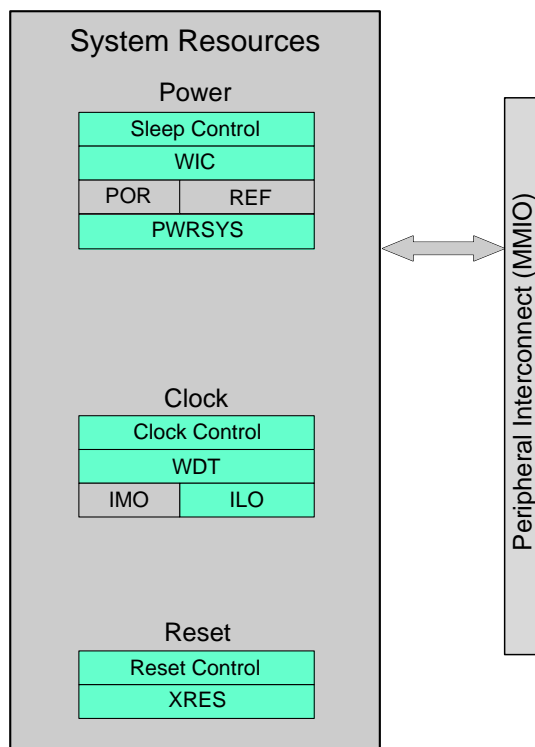 System Resources
Power
Sleep Control
WIC
POR REF
PWRSYS
Clock
Clock Control
WDT
IMO ILO
Reset
Reset Control
XRES
Peripheral Interconnect (MMIO)